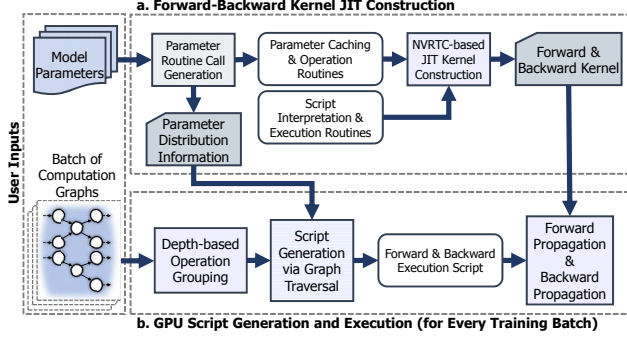 a. Forward-Backward Kernel JIT Construction
User Inputs
Model
Parameters
Parameter
Routine Call
Generation
Parameter Caching
& Operation
Routines
NVRTC-based
JIT Kernel
Construction
Forward &
Backward Kernel
Script
Interpretation &
Execution Routines
Parameter
Distribution
Information
Batch of
Computation
Graphs
Depth-based
Operation
Grouping
Script
Generation
via Graph
Traversal
Forward & Backward
Execution Script
Forward
Propagation
&
Backward
Propagation
b. GPU Script Generation and Execution (for Every Training Batch)